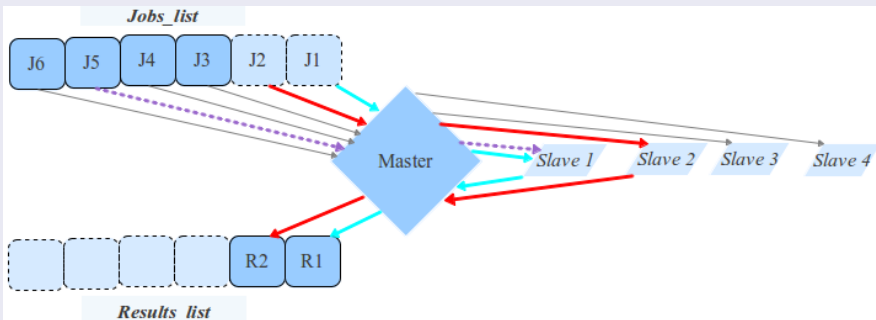 Jobs_list
J6 J5 J4 J3 J2 J1
Master
Slave 1 Slave 2 Slave 3 Slave 4
R2 R1
Results_list